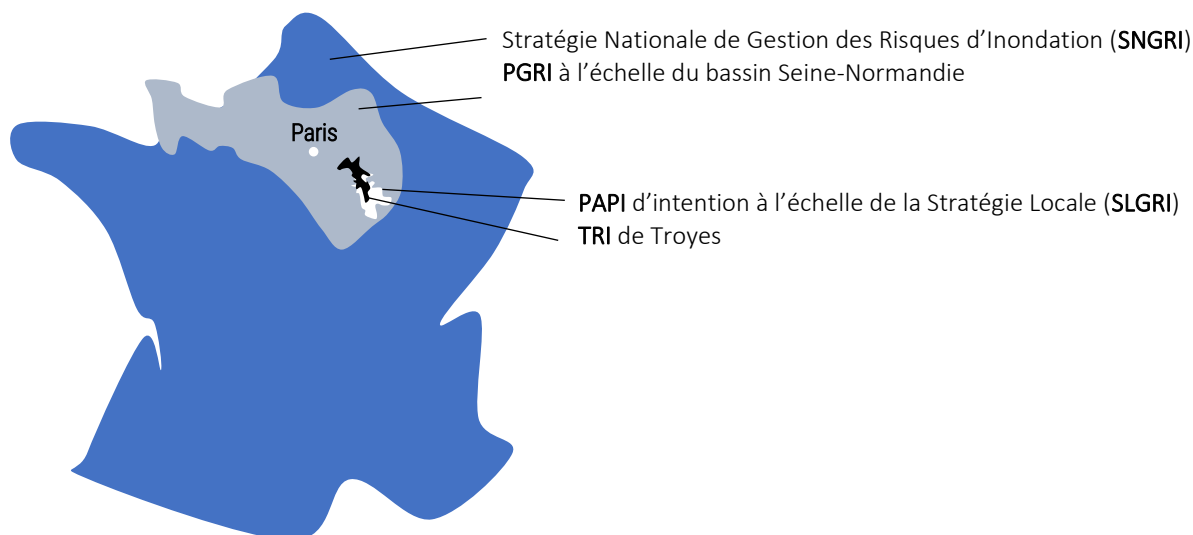 Stratégie Nationale de Gestion des Risques d’Inondation (SNGRI)
PGRI à l’échelle du bassin Seine-Normandie
Paris
PAPI d’intention à l’échelle de la Stratégie Locale (SLGRI)
TRI de Troyes